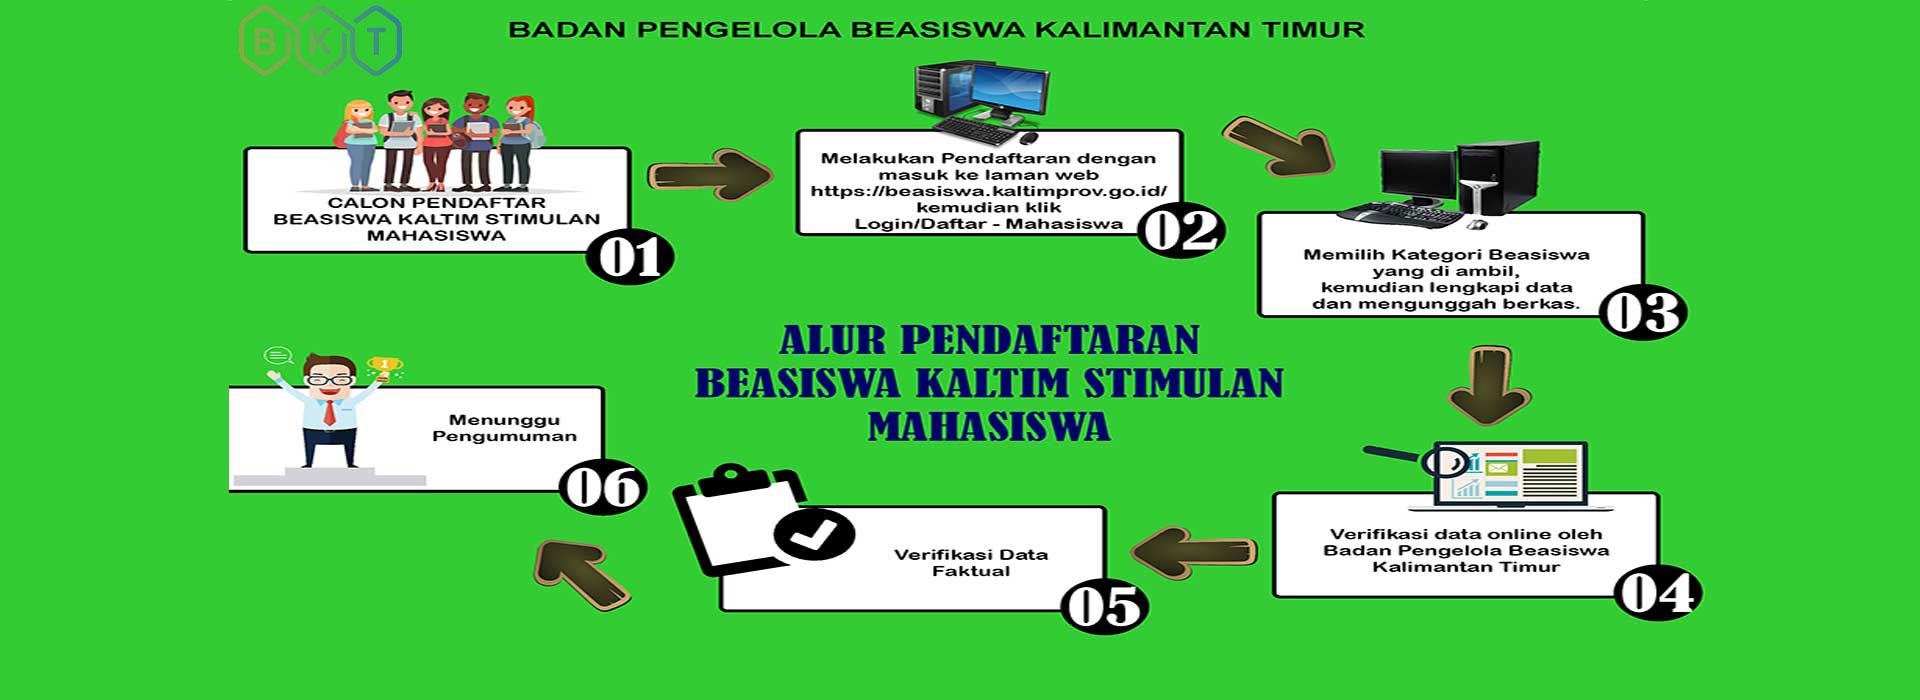 BKT
BADAN PENGELOLA BEASISWA KALIMANTAN TIMUR
CALON PENDAFTAR
BEASISWA KALTIM STIMULAN
MAHASISWA
01
Melakukan Pendaftaran dengan
masuk ke laman web
https://beasiswa.kaltimprov.go.id/
kemudian klik
Login/Daftar - Mahasiswa
02
Memilih Kategori Beasiswa
yang di ambil,
kemudian lengkapi data
dan mengunggah berkas.
03
ALUR PENDAFTARAN
BEASISWA KALTIM STIMULAN
MAHASISWA
Verifikasi data online oleh
Badan Pengelola Beasiswa
Kalimantan Timur
04
Verifikasi Data
Faktual
05
1
Menunggu
Pengumuman
06